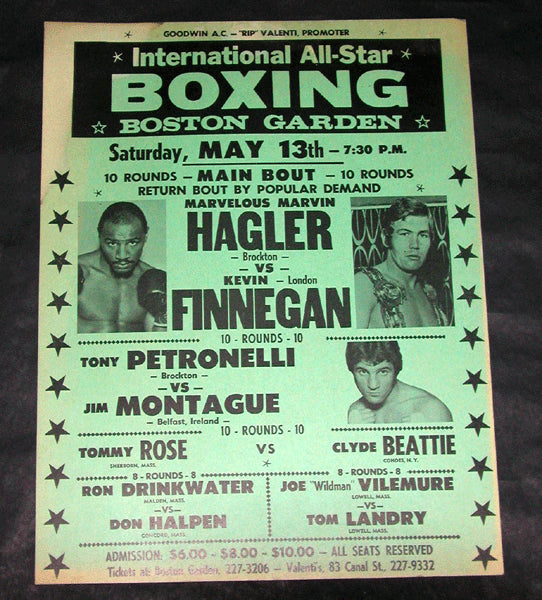 GOODWIN A.C. — "RIP" VALENTI, PROMOTER
International All-Star
BOXING
BOSTON GARDEN
Saturday, MAY 13th — 7:30 P.M.
10 ROUNDS — MAIN BOUT — 10 ROUNDS
RETURN BOUT BY POPULAR DEMAND
MARVELOUS MARVIN
HAGLER
— Brockton —
— VS —
KEVIN — London
FINNEGAN
10 - ROUNDS - 10
TONY PETRONELLI
— Brockton —
— VS —
JIM MONTAGUE
— Belfast, Ireland —
10 - ROUNDS - 10
TOMMY ROSE VS CLYDE BEATTIE
SHERBORN, MASS. N.Y.
8 - ROUNDS - 8
RON DRINKWATER
MALDEN, MASS.
—VS—
DON HALPEN
CONCORD, MASS.
8 - ROUNDS - 8
JOE "Wildman" VILEMURE
LOWELL, MASS.
—VS—
TOM LANDRY
LOWELL, MASS.
ADMISSION: $6.00 - $8.00 - $10.00 — ALL SEATS RESERVED
Tickets at: Boston Garden, 227-3206 — Valenti's, 83 Canal St., 227-9332